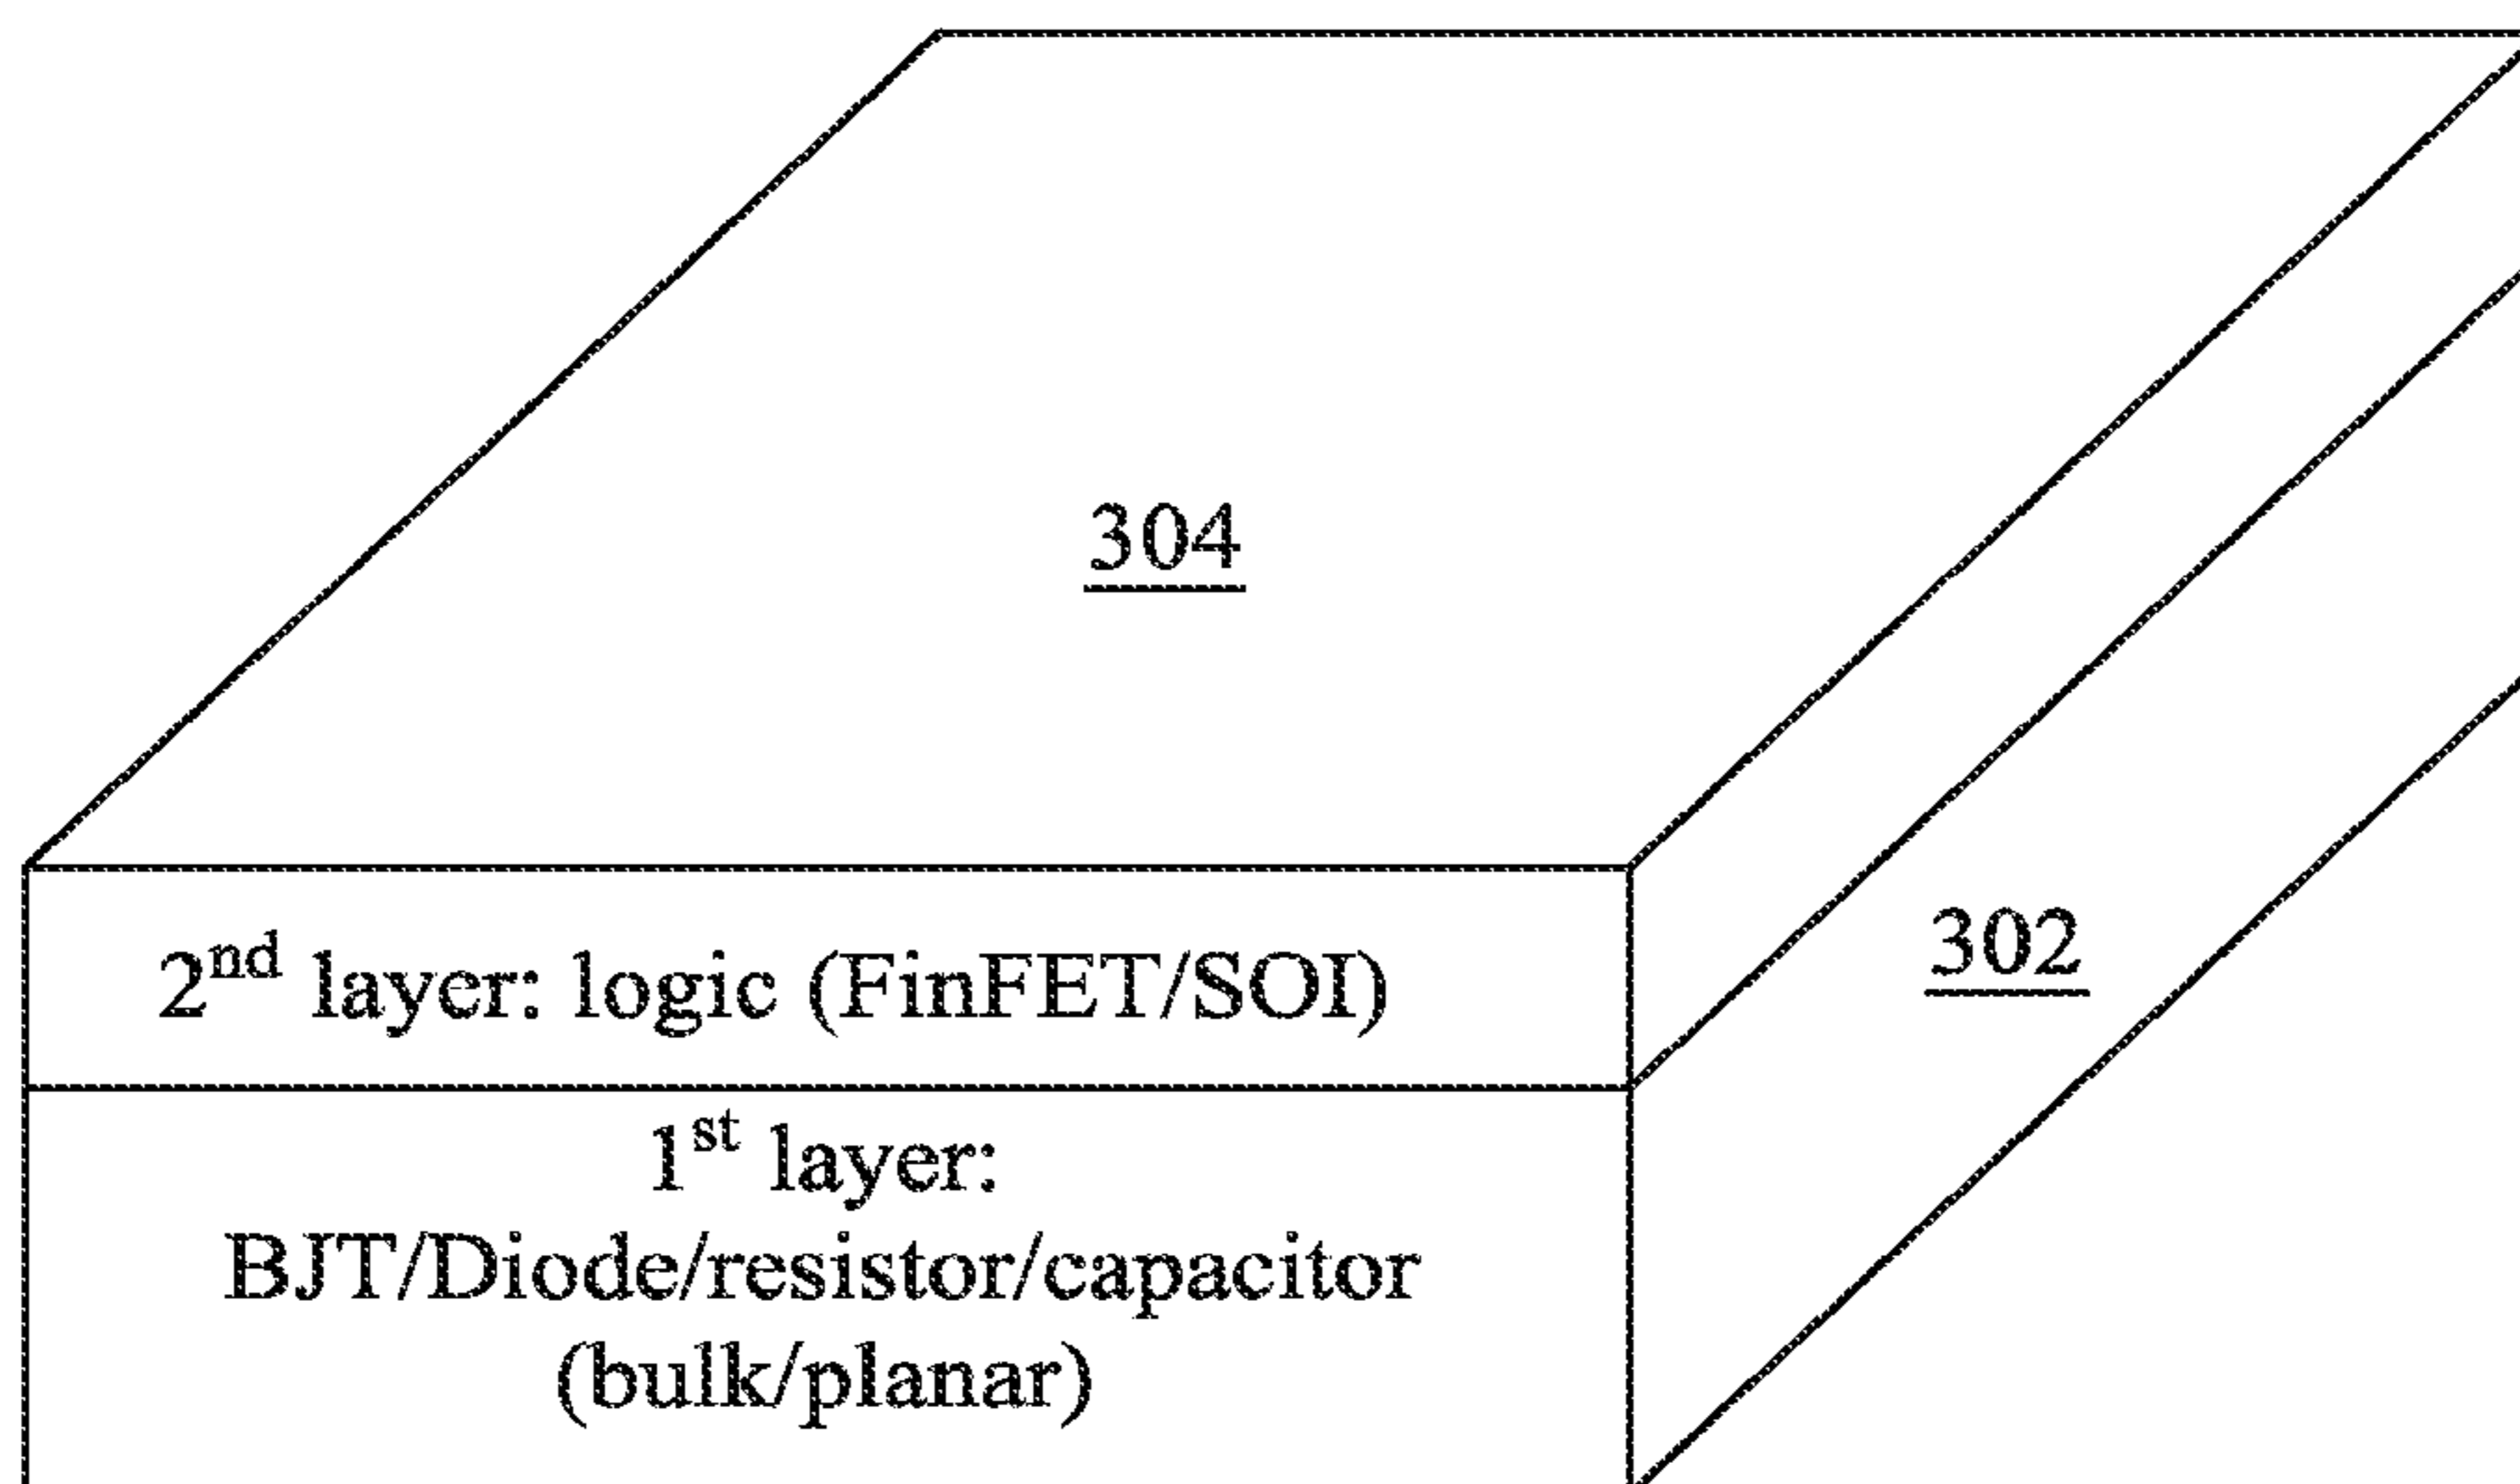 304
302
2nd layer: logic (FinFET/SOI)
1st layer:
BJT/Diode/resistor/capacitor
(bulk/planar)